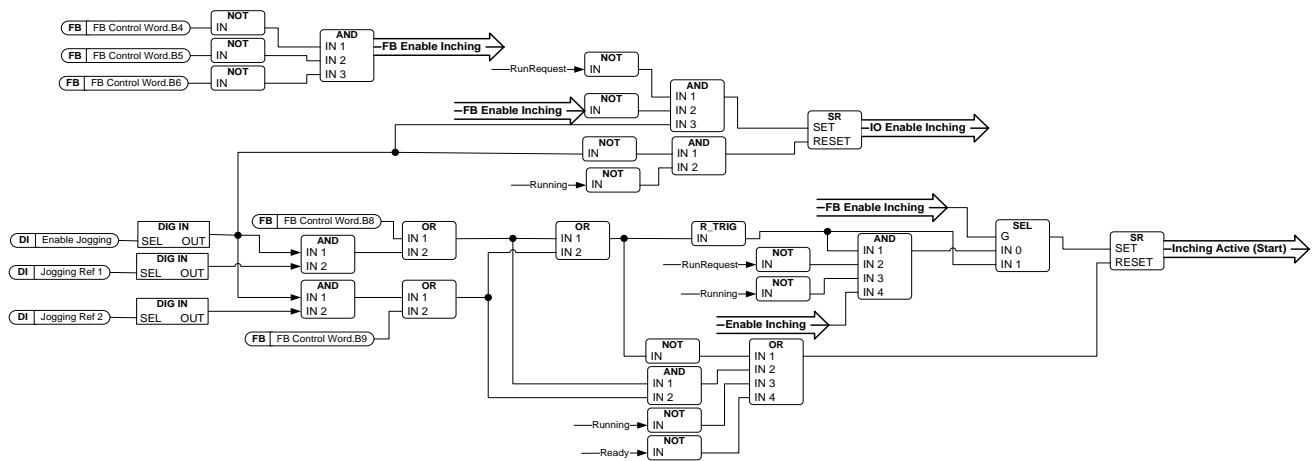 NOT
FB FB Control Word.B4 IN
AND
NOT IN 1 FB Enable Inching
FB FB Control Word.B5 IN IN 2
NOT IN 3
FB FB Control Word.B6 IN
NOT
RunRequest IN
AND
IN 1
NOT
FB Enable Inching IN IN 2
IN 3
SR
SET IO Enable Inching
RESET
NOT AND
IN IN 1
IN 2
NOT
Running IN
FB Enable Inching
FB FB Control Word.B8
OR OR R_TRIG SEL
IN 1 IN 1 IN G
IN 2 IN 2 IN 0
IN 1
DIG IN
DI Enable Jogging SEL OUT
AND
IN 1
IN 2
DIG IN
DI Jogging Ref 1 SEL OUT
AND
IN 1
IN 2
IN 3
IN 4
NOT
RunRequest IN
NOT
Running IN
SR
SET Inching Active (Start)
RESET
AND OR
IN 1 IN 1
IN 2 IN 2
DIG IN
DI Jogging Ref 2 SEL OUT
Enable Inching
FB FB Control Word.B9
NOT
IN
OR
IN 1
IN 2
IN 3
IN 4
AND
IN 1
IN 2
NOT
Running IN
NOT
Ready IN